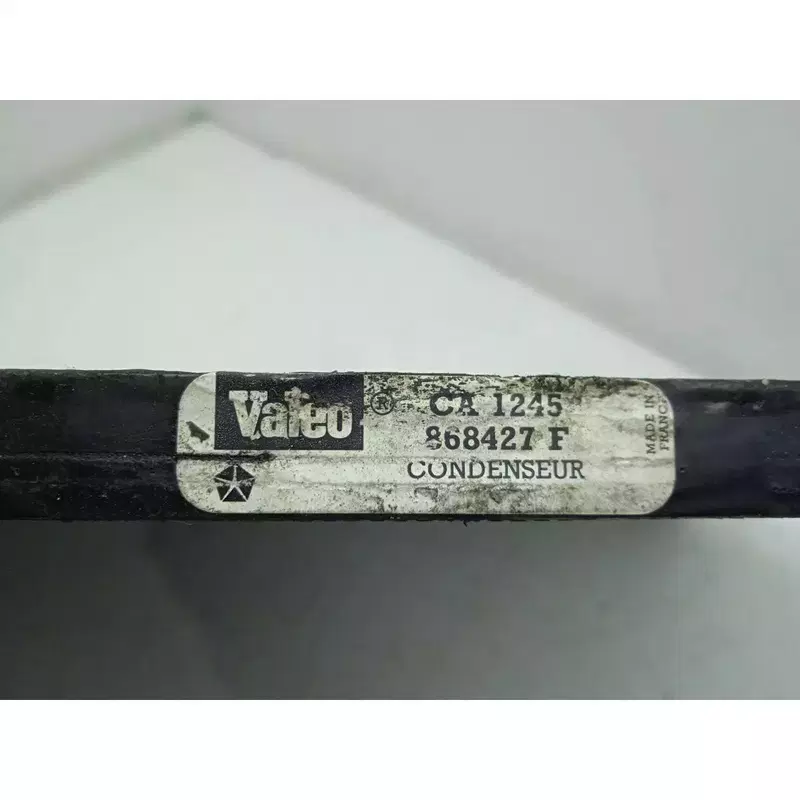 Valeo ® CA 1245
868427 F
CONDENSEUR
MADE IN
FRANCE